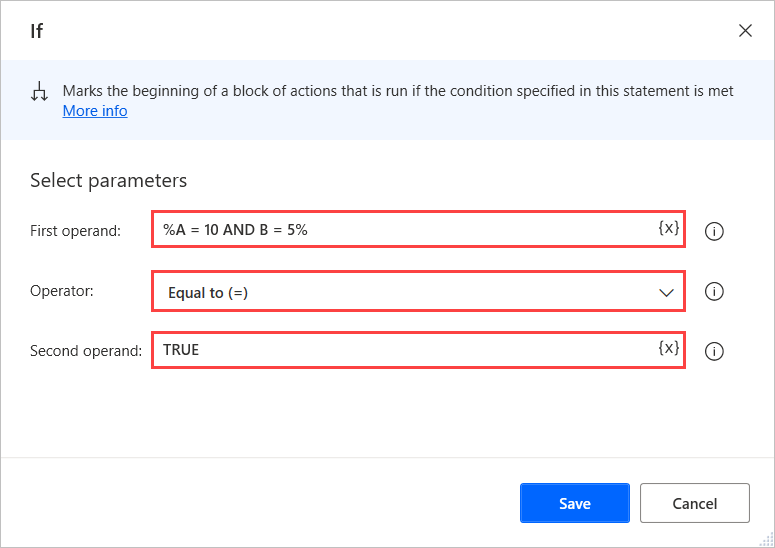 If
Marks the beginning of a block of actions that is run if the condition specified in this statement is met
More info
Select parameters
First operand: %A = 10 AND B = 5% {x}
Operator: Equal to (=)
Second operand: TRUE {x}
Save Cancel